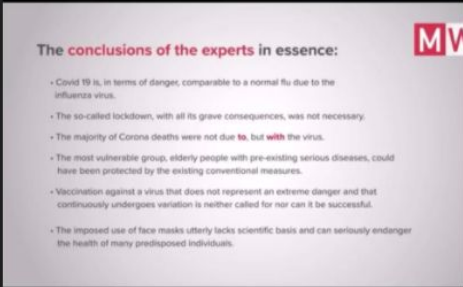 MW
The conclusions of the experts in essence:
• Covid 19 is, in terms of danger, comparable to a normal flu due to the
influenza virus.
• The so-called lockdown, with all its grave consequences, was not necessary.
• The majority of Corona deaths were not due to, but with the virus.
• The most vulnerable group, elderly people with pre-existing serious diseases, could
have been protected by the existing conventional measures.
• Vaccination against a virus that does not represent an extreme danger and that
continuously undergoes variation is neither called for nor can it be successful.
• The imposed use of face masks utterly lacks scientific basis and can seriously endanger
the health of many predisposed individuals.